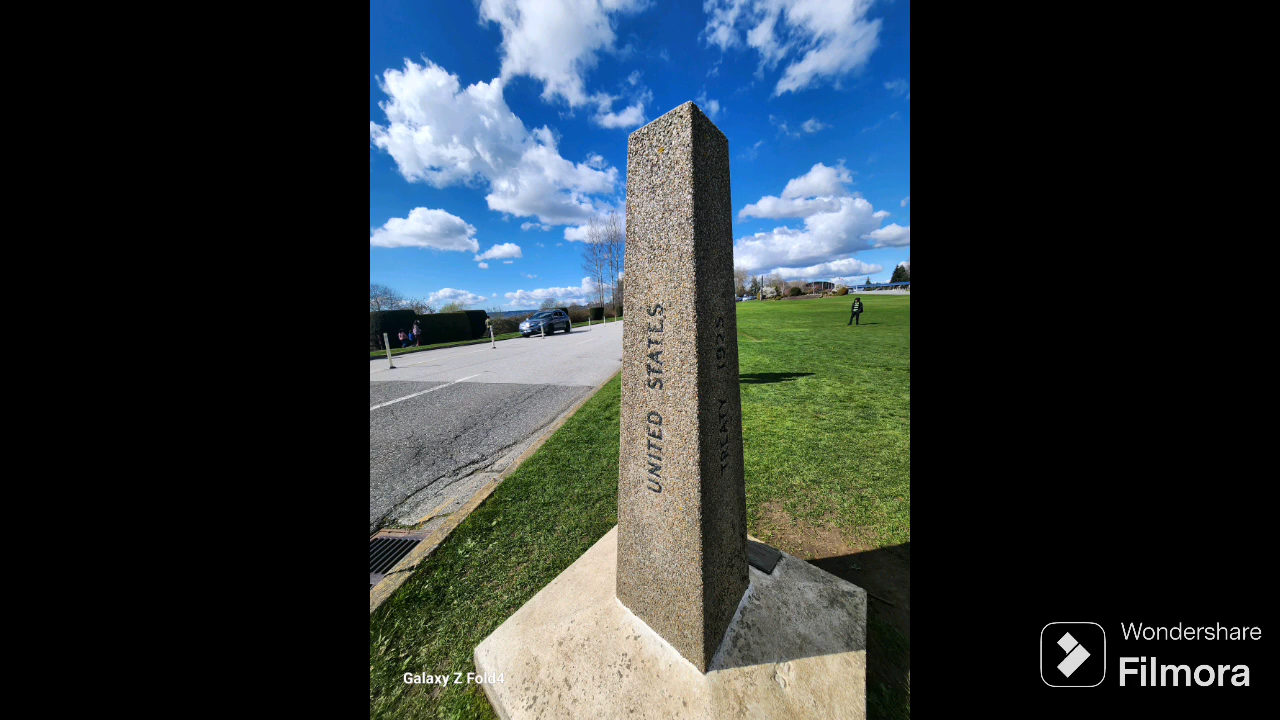 UNITED STATES
TREATY 1925
Galaxy Z Fold4
Wondershare
Filmora